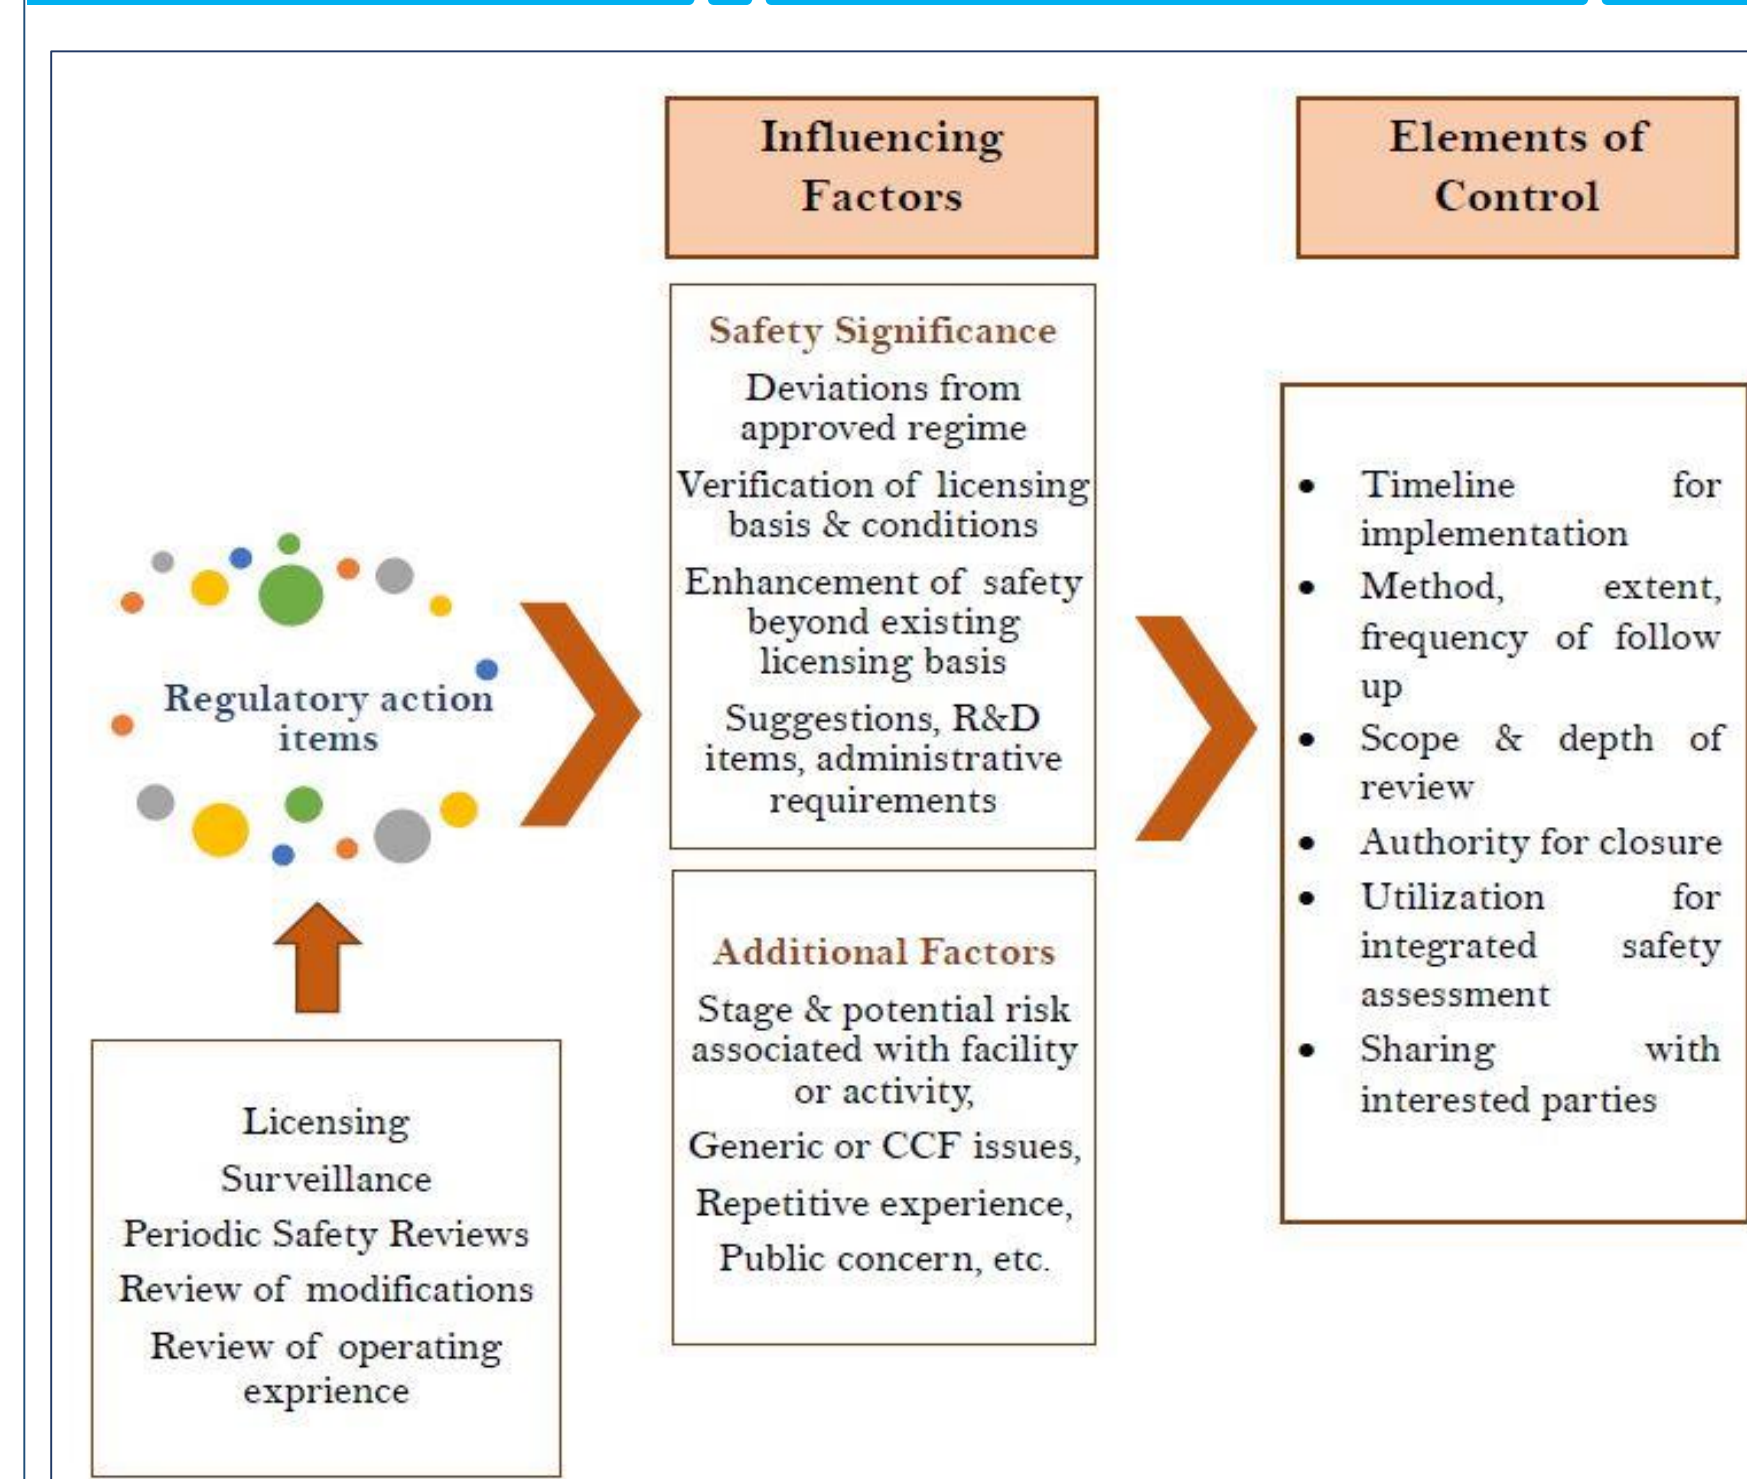 Influencing
Factors
Elements of
Control
Regulatory action
items
Licensing
Surveillance
Periodic Safety Reviews
Review of modifications
Review of operating
exprience
Safety Significance
Deviations from
approved regime
Verification of licensing
basis & conditions
Enhancement of safety
beyond existing
licensing basis
Suggestions, R&D
items, administrative
requirements
Additional Factors
Stage & potential risk
associated with facility
or activity,
Generic or CCF issues,
Repetitive experience,
Public concern, etc.
• Timeline for
implementation
• Method, extent,
frequency of follow
up
• Scope & depth of
review
• Authority for closure
• Utilization for
integrated safety
assessment
• Sharing with
interested parties